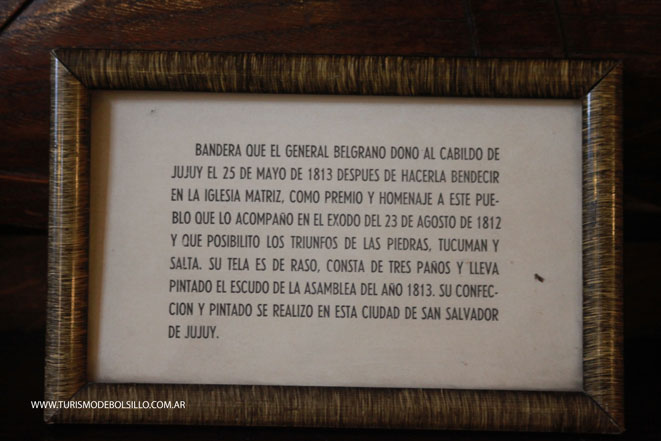 BANDERA QUE EL GENERAL BELGRANO DONO AL CABILDO DE
JUJUY EL 25 DE MAYO DE 1813 DESPUES DE HACERLA BENDECIR
EN LA IGLESIA MATRIZ, COMO PREMIO Y HOMENAJE A ESTE PUE-
BLO QUE LO ACOMPAÑO EN EL EXODO DEL 23 DE AGOSTO DE 1812
Y QUE POSIBILITO LOS TRIUNFOS DE LAS PIEDRAS, TUCUMAN Y
SALTA. SU TELA ES DE RASO, CONSTA DE TRES PAÑOS Y LLEVA
PINTADO EL ESCUDO DE LA ASAMBLEA DEL AÑO 1813. SU CONFEC-
CION Y PINTADO SE REALIZO EN ESTA CIUDAD DE SAN SALVADOR
DE JUJUY.
WWW.TURISMODEBOLSILLO.COM.AR